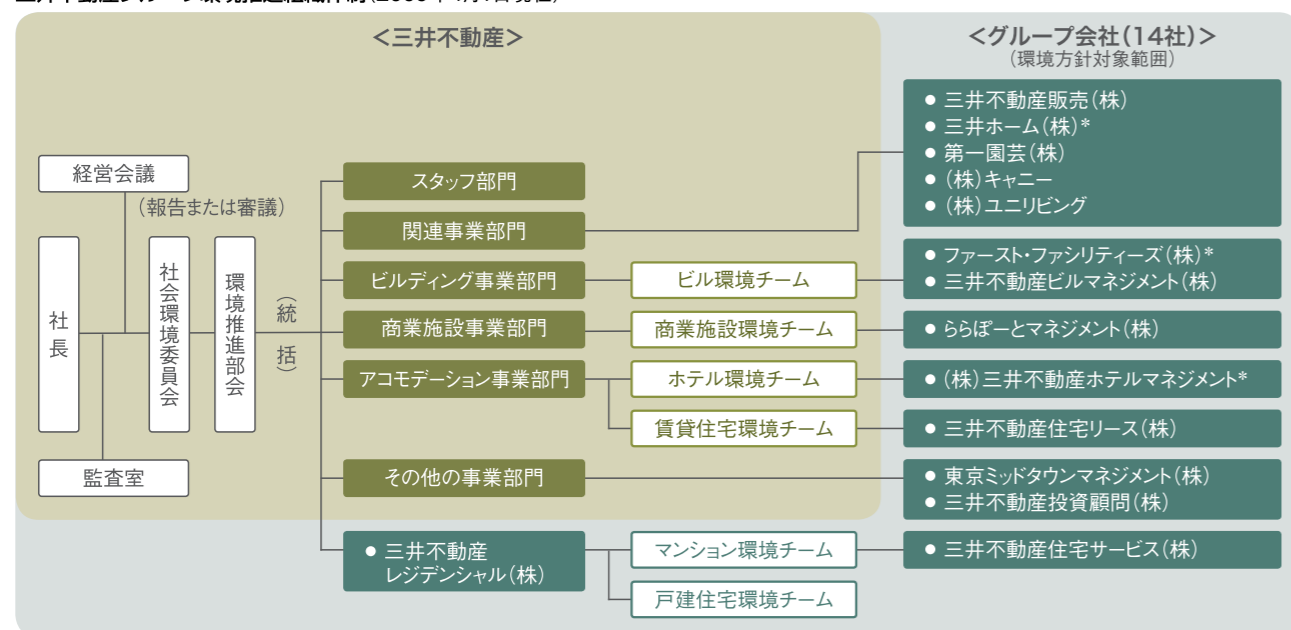 ＜三井不動産＞
＜グループ会社（14社）＞
（環境方針対象範囲）
● 三井不動産販売（株）
● 三井ホーム（株）*
● 第一園芸（株）
● （株）キャニー
● （株）ユニリビング
経営会議
（報告または審議）
社長
社会環境委員会
環境推進部会
（統括）
監査室
スタッフ部門
関連事業部門
ビルディング事業部門
ビル環境チーム
● ファースト・ファシリティーズ（株）*
● 三井不動産ビルマネジメント（株）
商業施設事業部門
商業施設環境チーム
● ららぽーとマネジメント（株）
アコモデーション事業部門
ホテル環境チーム
● （株）三井不動産ホテルマネジメント*
賃貸住宅環境チーム
● 三井不動産住宅リース（株）
その他の事業部門
● 東京ミッドタウンマネジメント（株）
● 三井不動産投資顧問（株）
● 三井不動産
レジデンシャル（株）
マンション環境チーム
● 三井不動産住宅サービス（株）
戸建住宅環境チーム